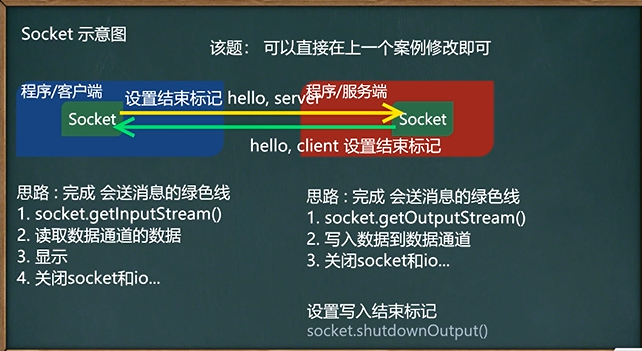 Socket 示意图
该题： 可以直接在上一个案例修改即可
程序/客户端
程序/服务端
设置结束标记 hello, server
Socket
Socket
hello, client 设置结束标记
思路 : 完成 会送消息的绿色线
1. socket.getInputStream()
2. 读取数据通道的数据
3. 显示
4. 关闭socket和io...
思路 : 完成 会送消息的绿色线
1. socket.getOutputStream()
2. 写入数据到数据通道
3. 关闭socket和io...
设置写入结束标记
socket.shutdownOutput()